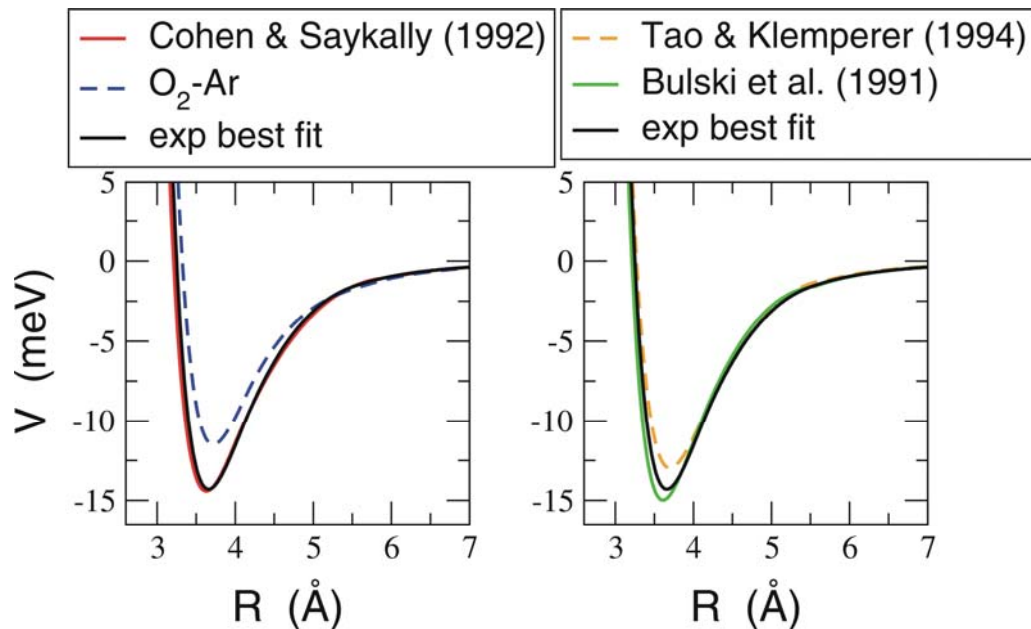 Cohen & Saykally (1992)
O₂-Ar
exp best fit
Tao & Klemperer (1994)
Bulski et al. (1991)
exp best fit
V (meV)
5
0
-5
-10
-15
3 4 5 6 7
R (Å)
5
0
-5
-10
-15
3 4 5 6 7
R (Å)